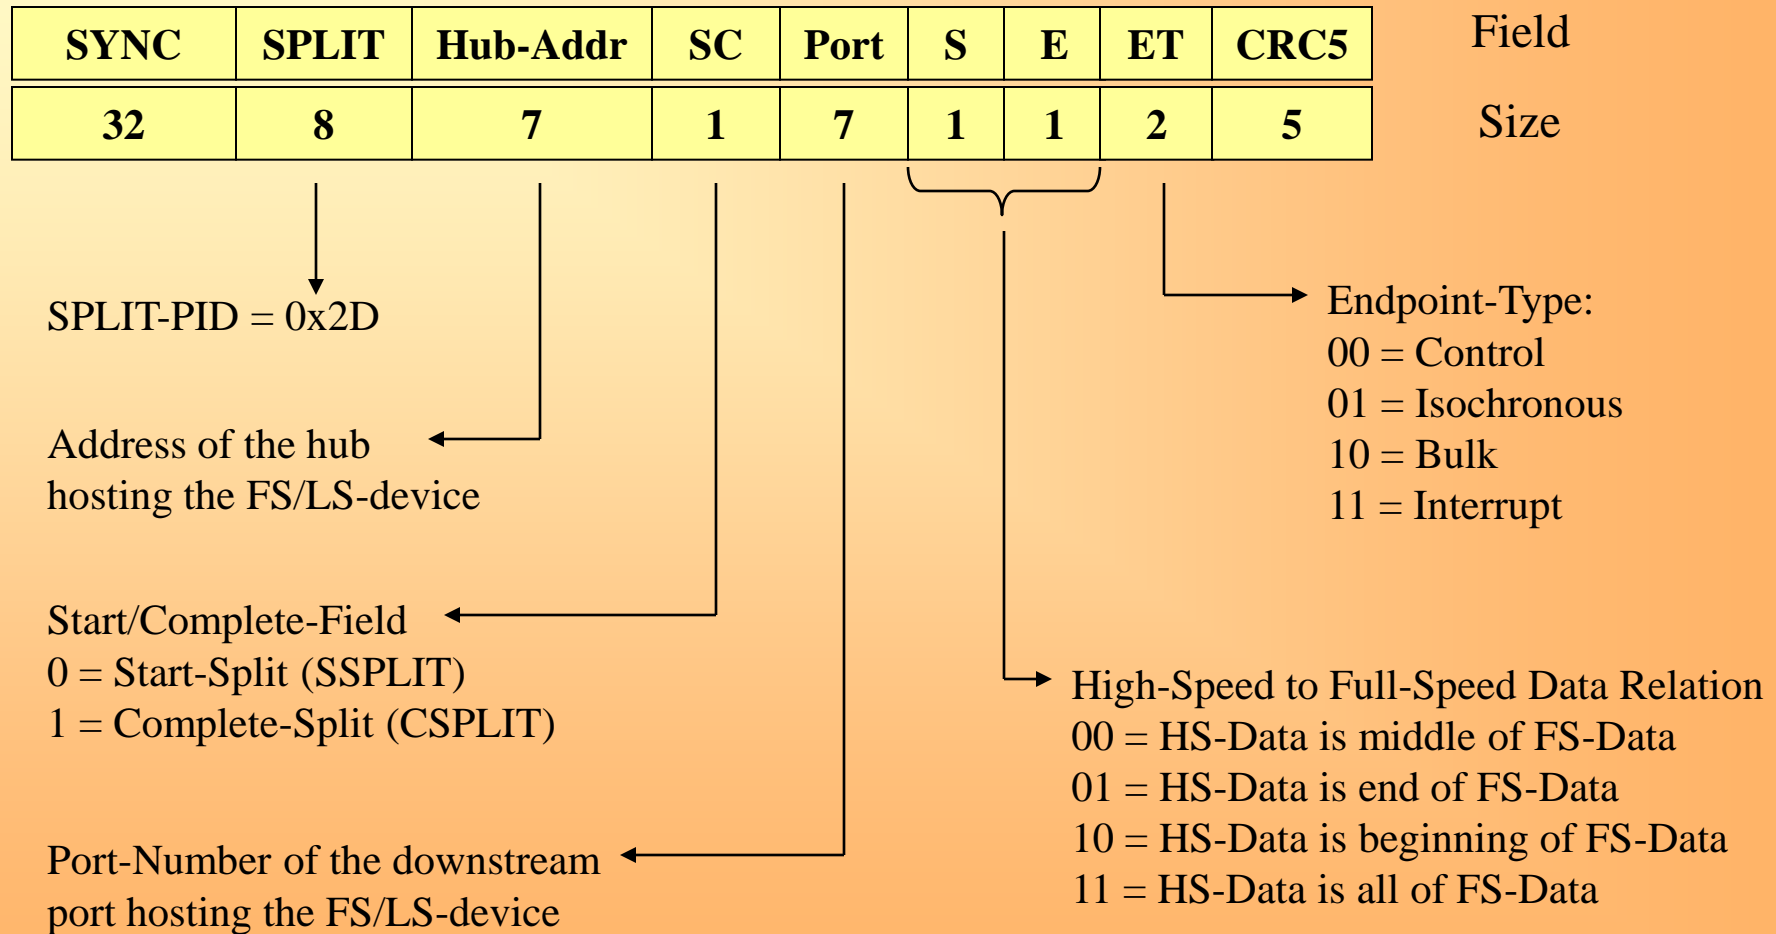 SYNC SPLIT Hub-Addr SC Port S E ET CRC5 Field
32 8 7 1 7 1 1 2 5 Size
SPLIT-PID = 0x2D
Address of the hub
hosting the FS/LS-device
Start/Complete-Field
0 = Start-Split (SSPLIT)
1 = Complete-Split (CSPLIT)
Port-Number of the downstream
port hosting the FS/LS-device
Endpoint-Type:
00 = Control
01 = Isochronous
10 = Bulk
11 = Interrupt
High-Speed to Full-Speed Data Relation
00 = HS-Data is middle of FS-Data
01 = HS-Data is end of FS-Data
10 = HS-Data is beginning of FS-Data
11 = HS-Data is all of FS-Data